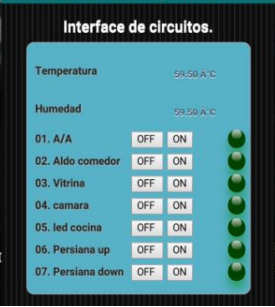 Interface de circuitos.
Temperatura 59.50 Â°C
Humedad 59.50 Â°C
01. A/A OFF ON
02. Aldo comedor OFF ON
03. Vitrina OFF ON
04. camara OFF ON
05. led cocina OFF ON
06. Persiana up OFF ON
07. Persiana down OFF ON